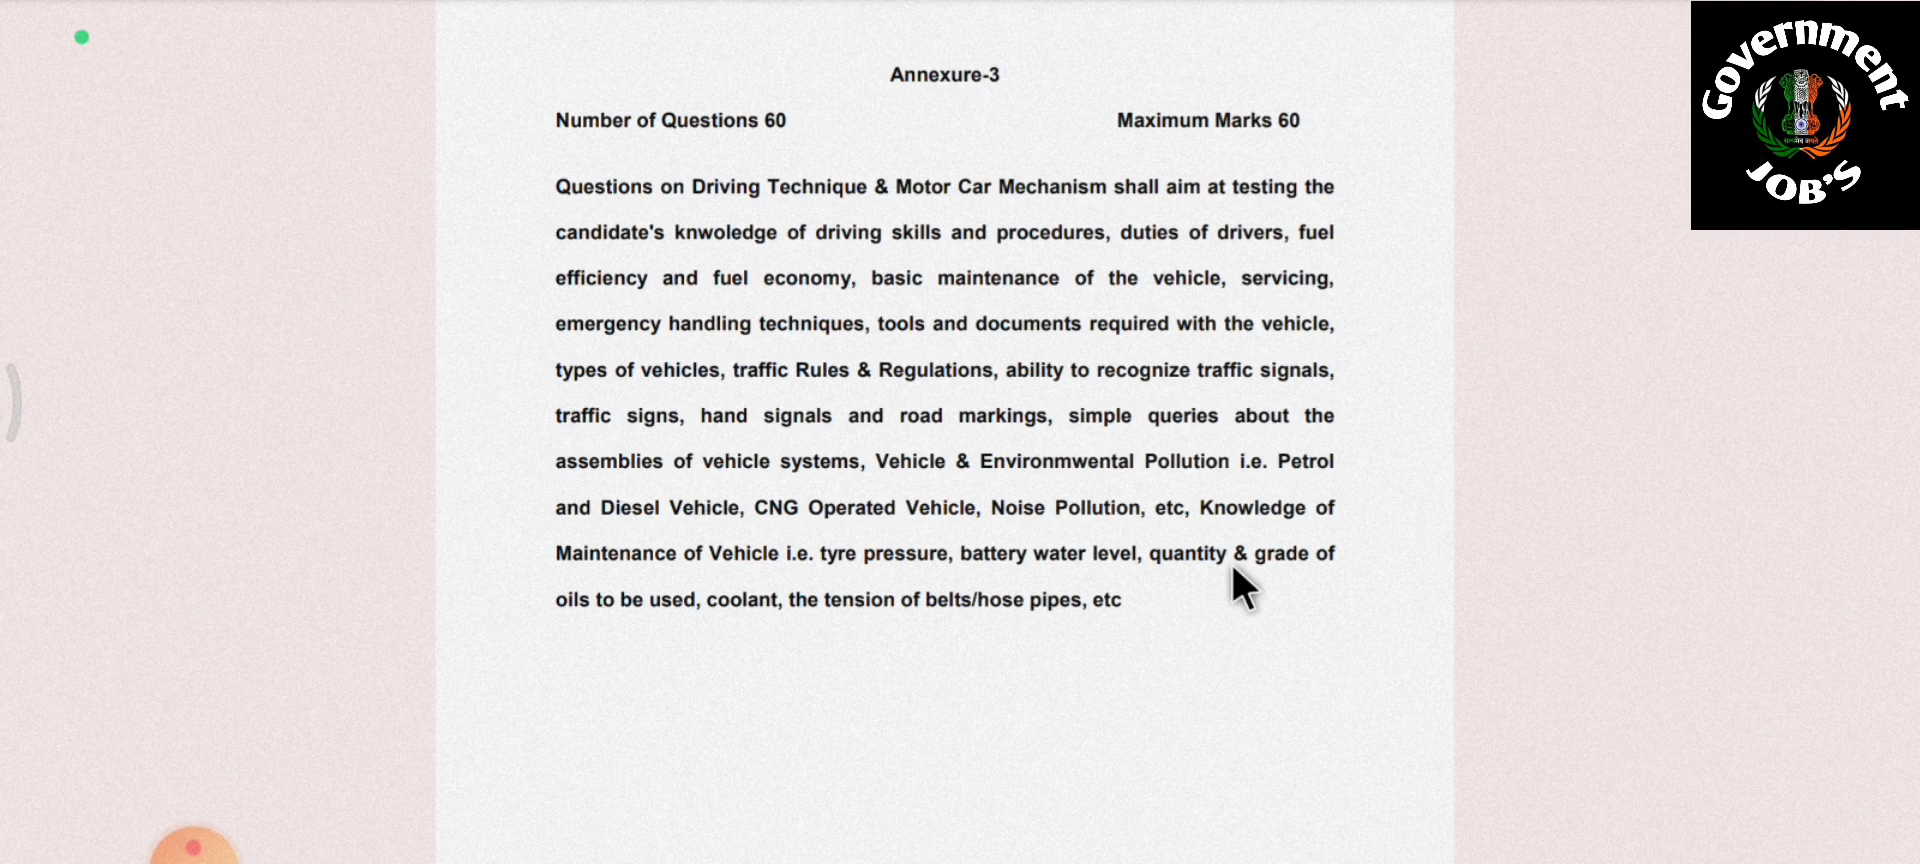 Annexure-3
Number of Questions 60 Maximum Marks 60
Questions on Driving Technique & Motor Car Mechanism shall aim at testing the
candidate's knwoledge of driving skills and procedures, duties of drivers, fuel
efficiency and fuel economy, basic maintenance of the vehicle, servicing,
emergency handling techniques, tools and documents required with the vehicle,
types of vehicles, traffic Rules & Regulations, ability to recognize traffic signals,
traffic signs, hand signals and road markings, simple queries about the
assemblies of vehicle systems, Vehicle & Environmwental Pollution i.e. Petrol
and Diesel Vehicle, CNG Operated Vehicle, Noise Pollution, etc, Knowledge of
Maintenance of Vehicle i.e. tyre pressure, battery water level, quantity & grade of
oils to be used, coolant, the tension of belts/hose pipes, etc
Government
सत्यमेव जयते
JOB'S